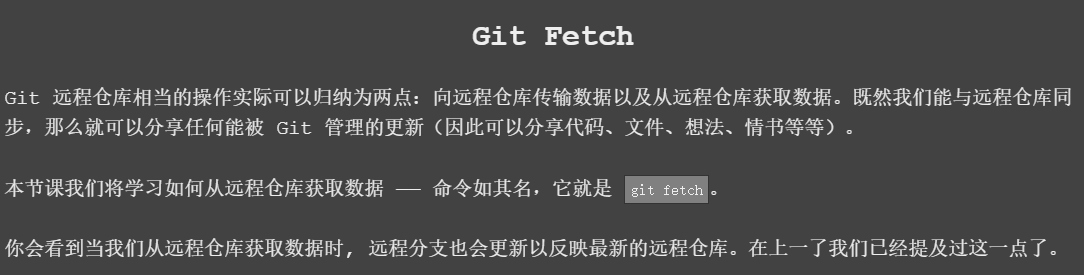 Git Fetch
Git 远程仓库相当的操作实际可以归纳为两点：向远程仓库传输数据以及从远程仓库获取数据。既然我们能与远程仓库同
步，那么就可以分享任何能被 Git 管理的更新（因此可以分享代码、文件、想法、情书等等）。
本节课我们将学习如何从远程仓库获取数据 —— 命令如其名，它就是 git fetch。
你会看到当我们从远程仓库获取数据时, 远程分支也会更新以反映最新的远程仓库。在上一了我们已经提及过这一点了。